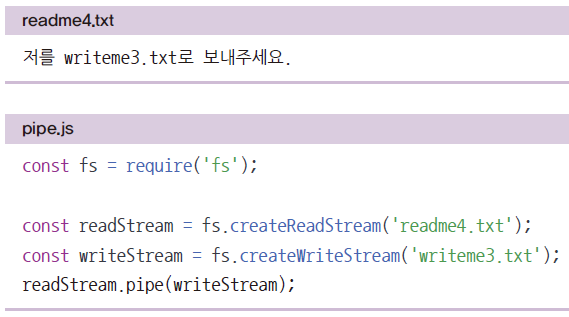 readme4.txt
저를 writeme3.txt로 보내주세요.
pipe.js
const fs = require('fs');
const readStream = fs.createReadStream('readme4.txt');
const writeStream = fs.createWriteStream('writeme3.txt');
readStream.pipe(writeStream);